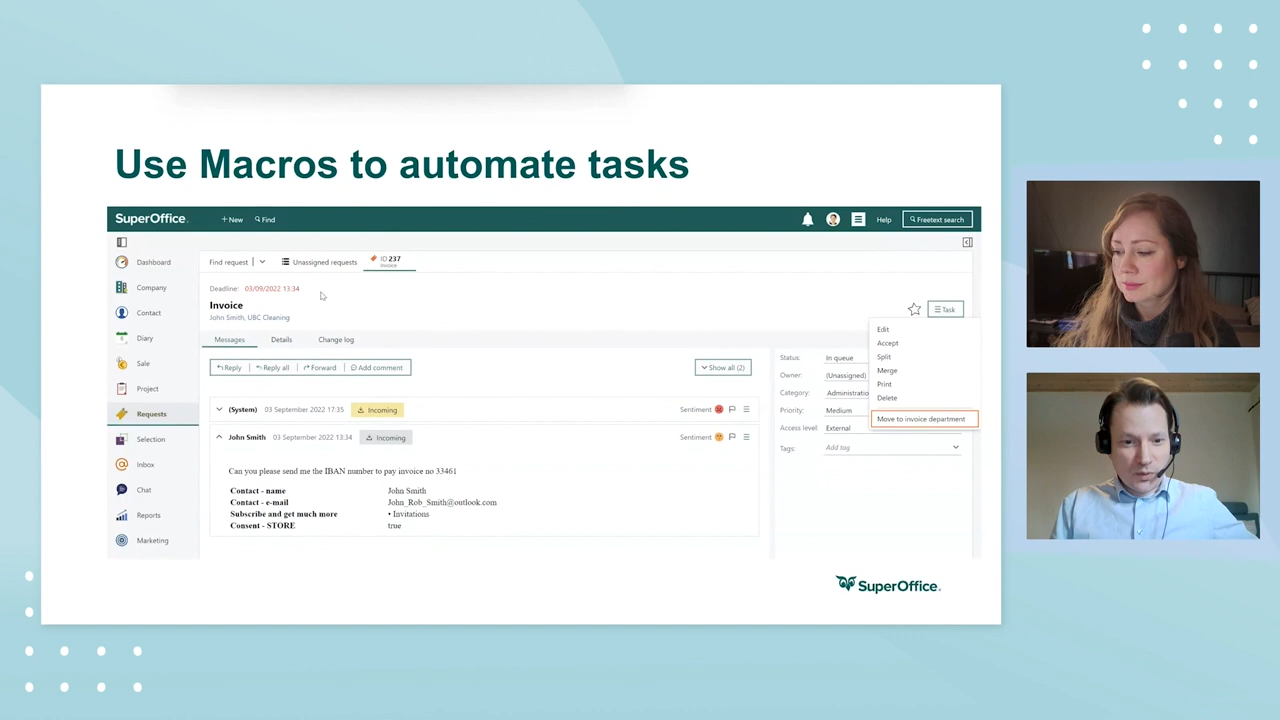 Use Macros to automate tasks
SuperOffice.
+ New
Find
Help
Freetext search
Dashboard
Company
Contact
Diary
Sale
Project
Requests
Selection
Inbox
Chat
Reports
Marketing
Find request
Unassigned requests
ID 237
Invoice
Deadline: 03/09/2022 13:34
Invoice
John Smith, UBC Cleaning
Task
Messages
Details
Change log
Reply
Reply all
Forward
Add comment
Show all (2)
(System) 03 September 2022 17:35 Incoming
Sentiment
John Smith 03 September 2022 13:34 Incoming
Sentiment
Can you please send me the IBAN number to pay invoice no 33461
Contact - name John Smith
Contact - e-mail John_Rob_Smith@outlook.com
Subscribe and get much more • Invitations
Consent - STORE true
Edit
Accept
Split
Merge
Print
Delete
Move to invoice department
Status: In queue
Owner: (Unassigned)
Category: Administratio
Priority: Medium
Access level: External
Tags: Add tag
SuperOffice.